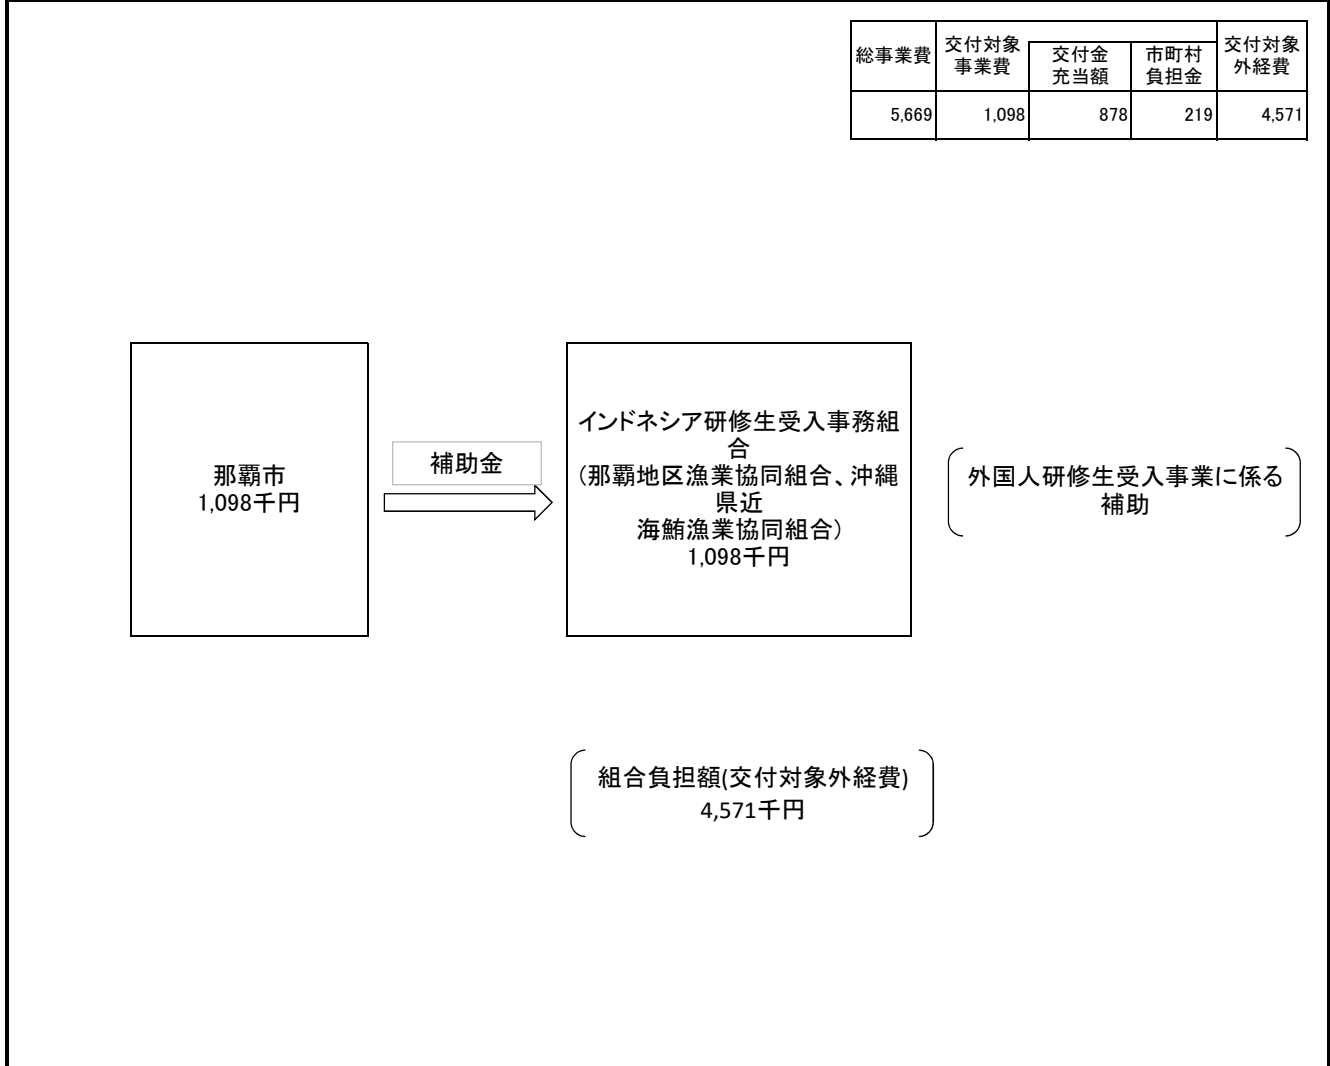 総事業費
交付対象
事業費
交付金
充当額
市町村
負担金
交付対象
外経費
5,669
1,098
878
219
4,571
那覇市
1,098千円
補助金
インドネシア研修生受入事務組
合
（那覇地区漁業協同組合、沖縄
県近
海鮪漁業協同組合）
1,098千円
外国人研修生受入事業に係る
補助
組合負担額(交付対象外経費)
4,571千円